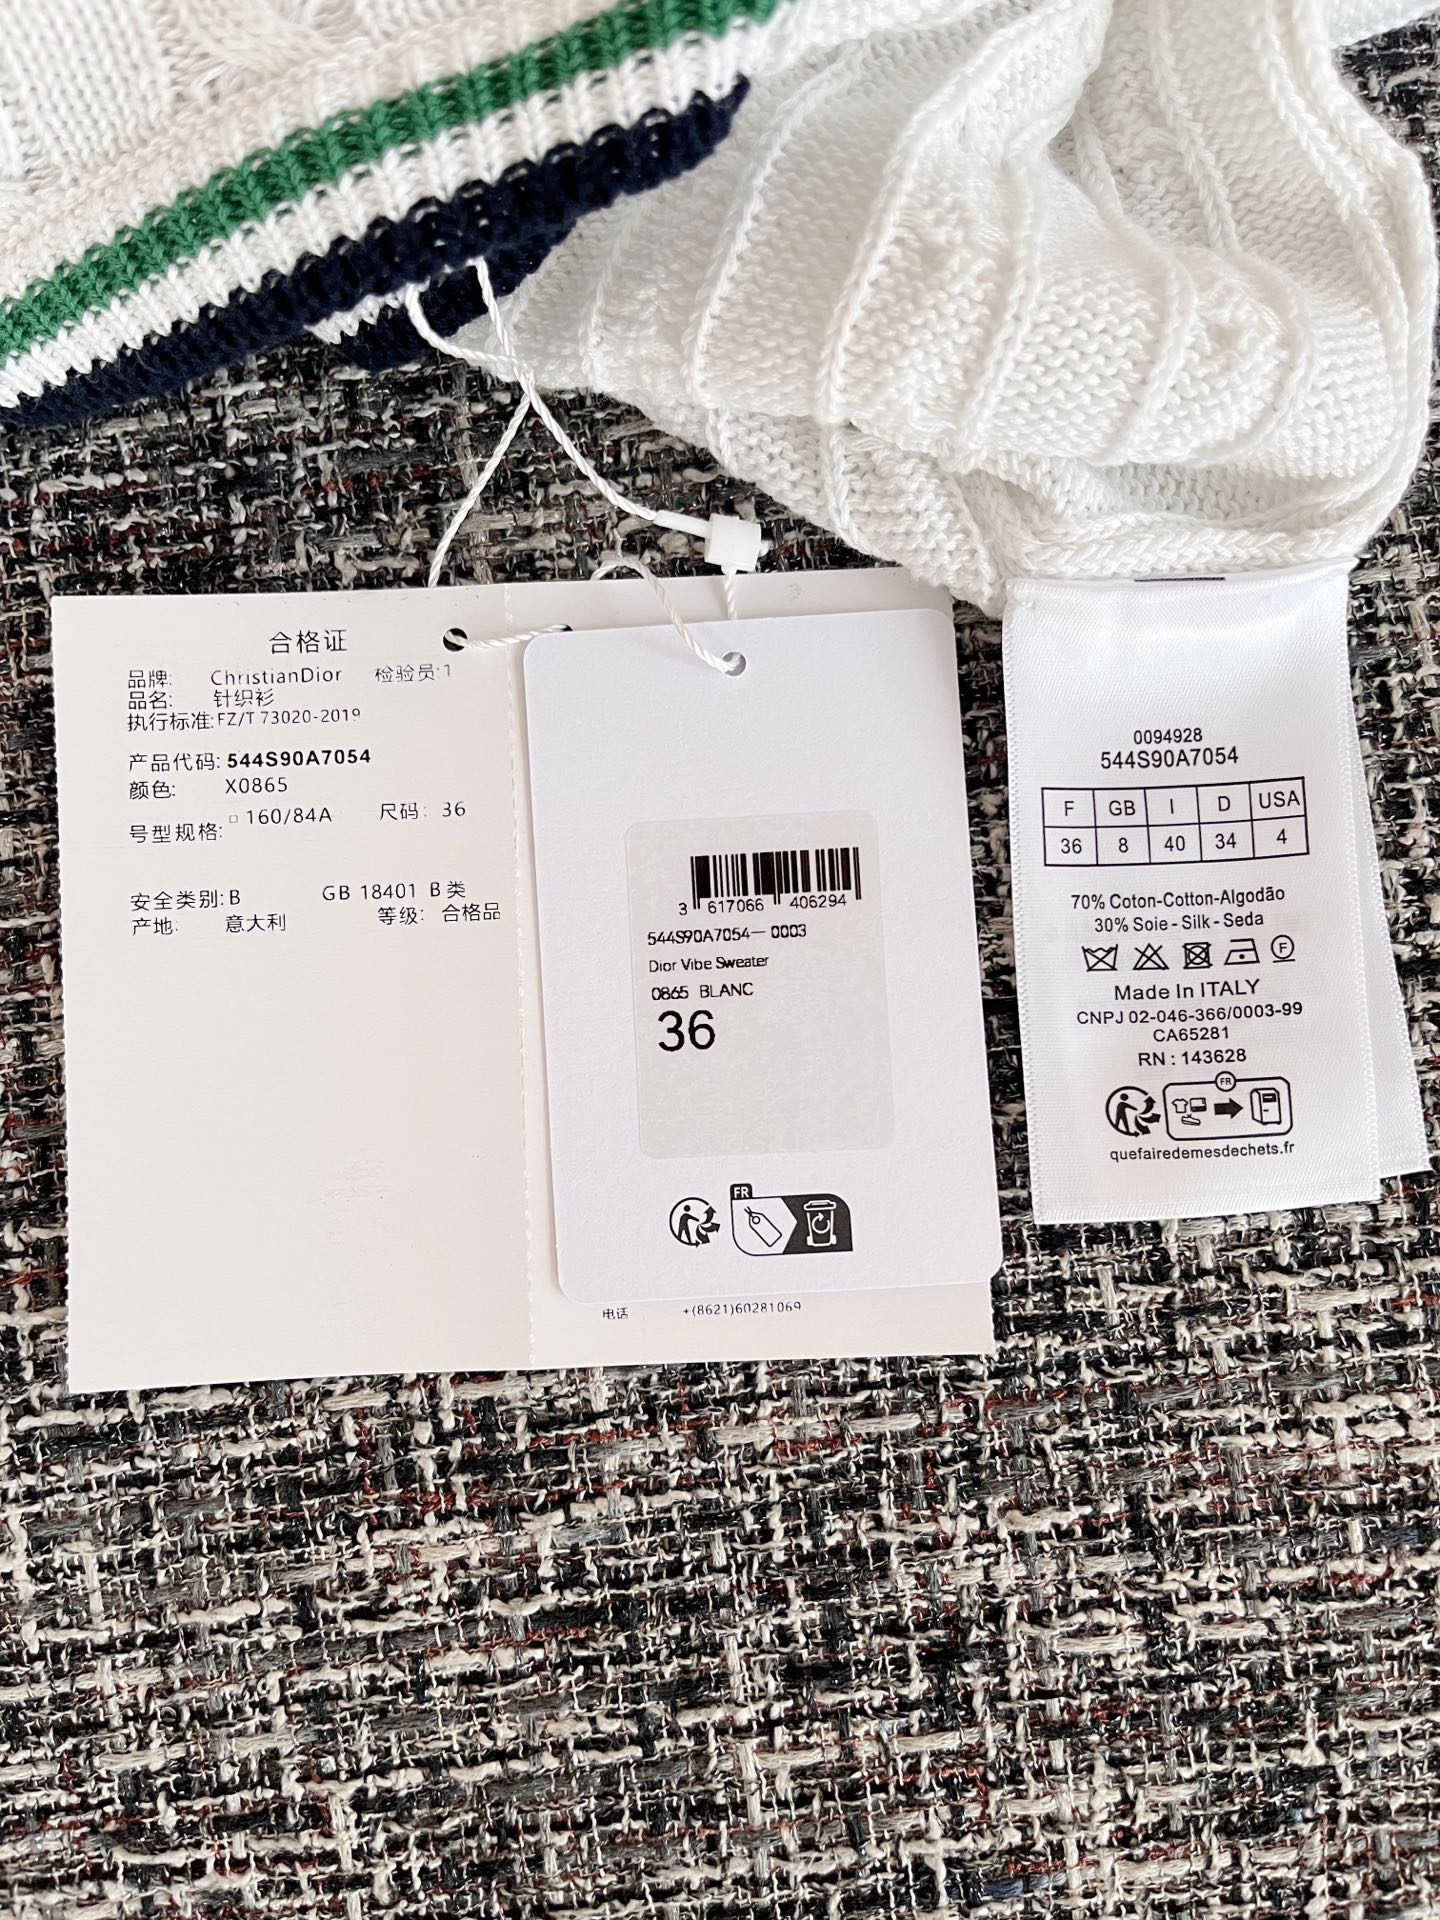 合格证
品牌: ChristianDior 检验员:1
品名: 针织衫
执行标准: FZ/T 73020-2019
产品代码: 544S90A7054
颜色: X0865
号型规格: 160/84A 尺码: 36
安全类别: B GB 18401 B 类
产地: 意大利 等级: 合格品
电话 +(8621)60281069
3 617066 406294
544S90A7054— 0003
Dior Vibe Sweater
0865 BLANC
36
FR
0094928
544S90A7054
F GB I D USA
36 8 40 34 4
70% Coton-Cotton-Algodão
30% Soie - Silk - Seda
F
Made In ITALY
CNPJ 02-046-366/0003-99
CA65281
RN : 143628
FR
quefairedemesdechets.fr